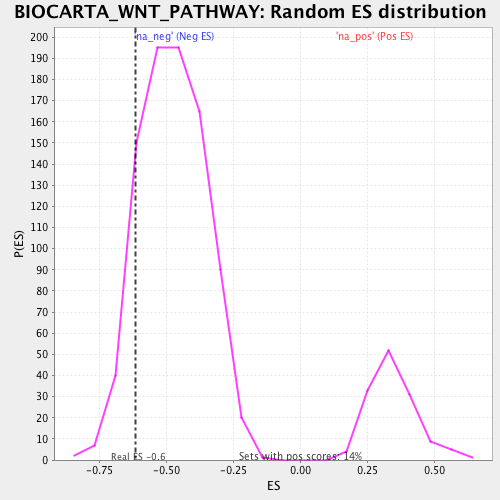 BIOCARTA_WNT_PATHWAY: Random ES distribution
'na_neg' (Neg ES)
'na_pos' (Pos ES)
200
190
180
170
160
150
140
130
120
110
100
90
80
70
60
50
40
30
20
10
0
P(ES)
Real ES -0.6
Sets with pos scores: 14%
-0.75 -0.50 -0.25 0.00 0.25 0.50
ES